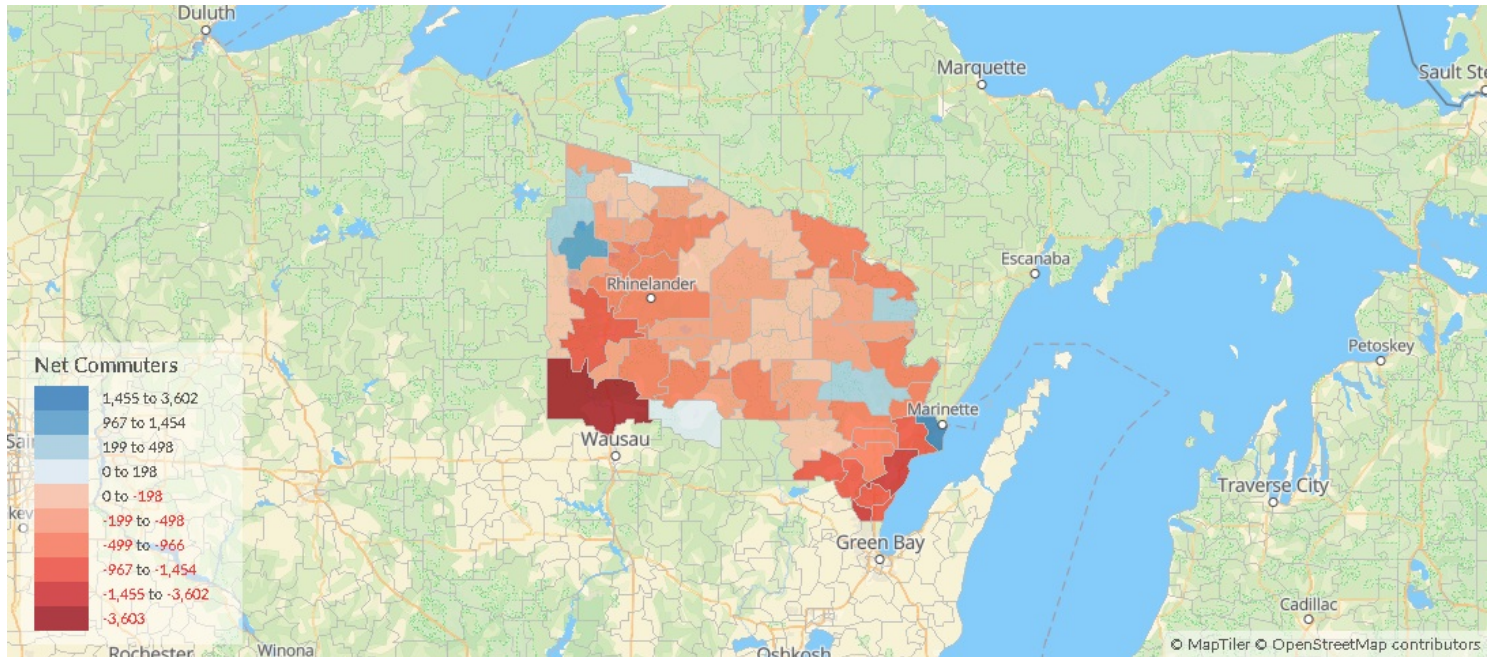 Duluth
Marquette
Sault Ste
Escanaba
Rhinelander
Petoskey
Net Commuters
1,455 to 3,602
967 to 1,454
199 to 498
0 to 198
0 to -198
-199 to -498
-499 to -966
-967 to -1,454
-1,455 to -3,602
-3,603
Marinette
Wausau
Traverse City
Green Bay
Cadillac
Rochester
Winona
Oshkosh
© MapTiler © OpenStreetMap contributors